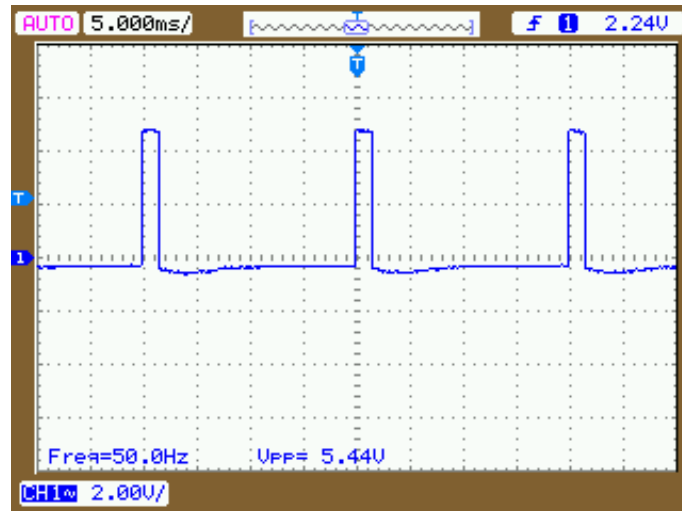 AUTO 5.000ms/ T ƒ 1 2.24V
T
T
1
Freq=50.0Hz Vpp= 5.44V
CH1~ 2.00V/